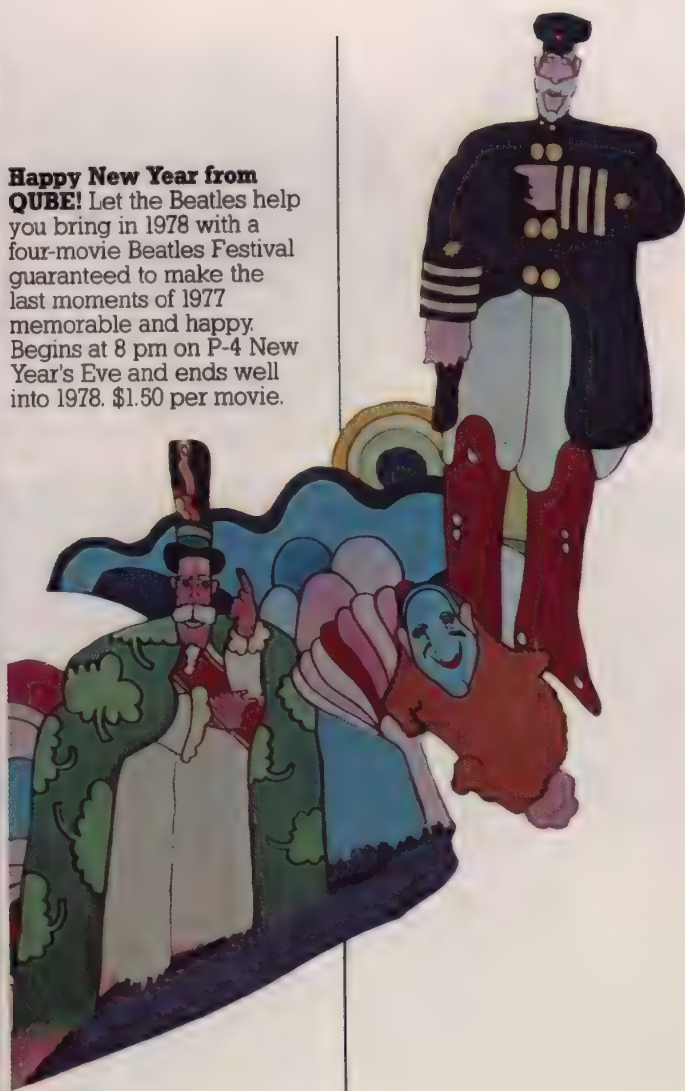 Happy New Year from
QUBE! Let the Beatles help
you bring in 1978 with a
four-movie Beatles Festival
guaranteed to make the
last moments of 1977
memorable and happy.
Begins at 8 pm on P-4 New
Year's Eve and ends well
into 1978. $1.50 per movie.